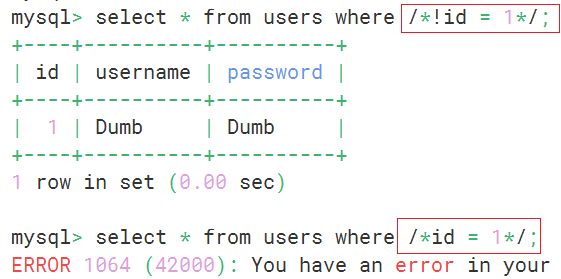 mysql> select * from users where /*!id = 1*/;
+----+----------+----------+
| id | username | password |
+----+----------+----------+
|  1 | Dumb     | Dumb     |
+----+----------+----------+
1 row in set (0.00 sec)
mysql> select * from users where /*id = 1*/;
ERROR 1064 (42000): You have an error in your